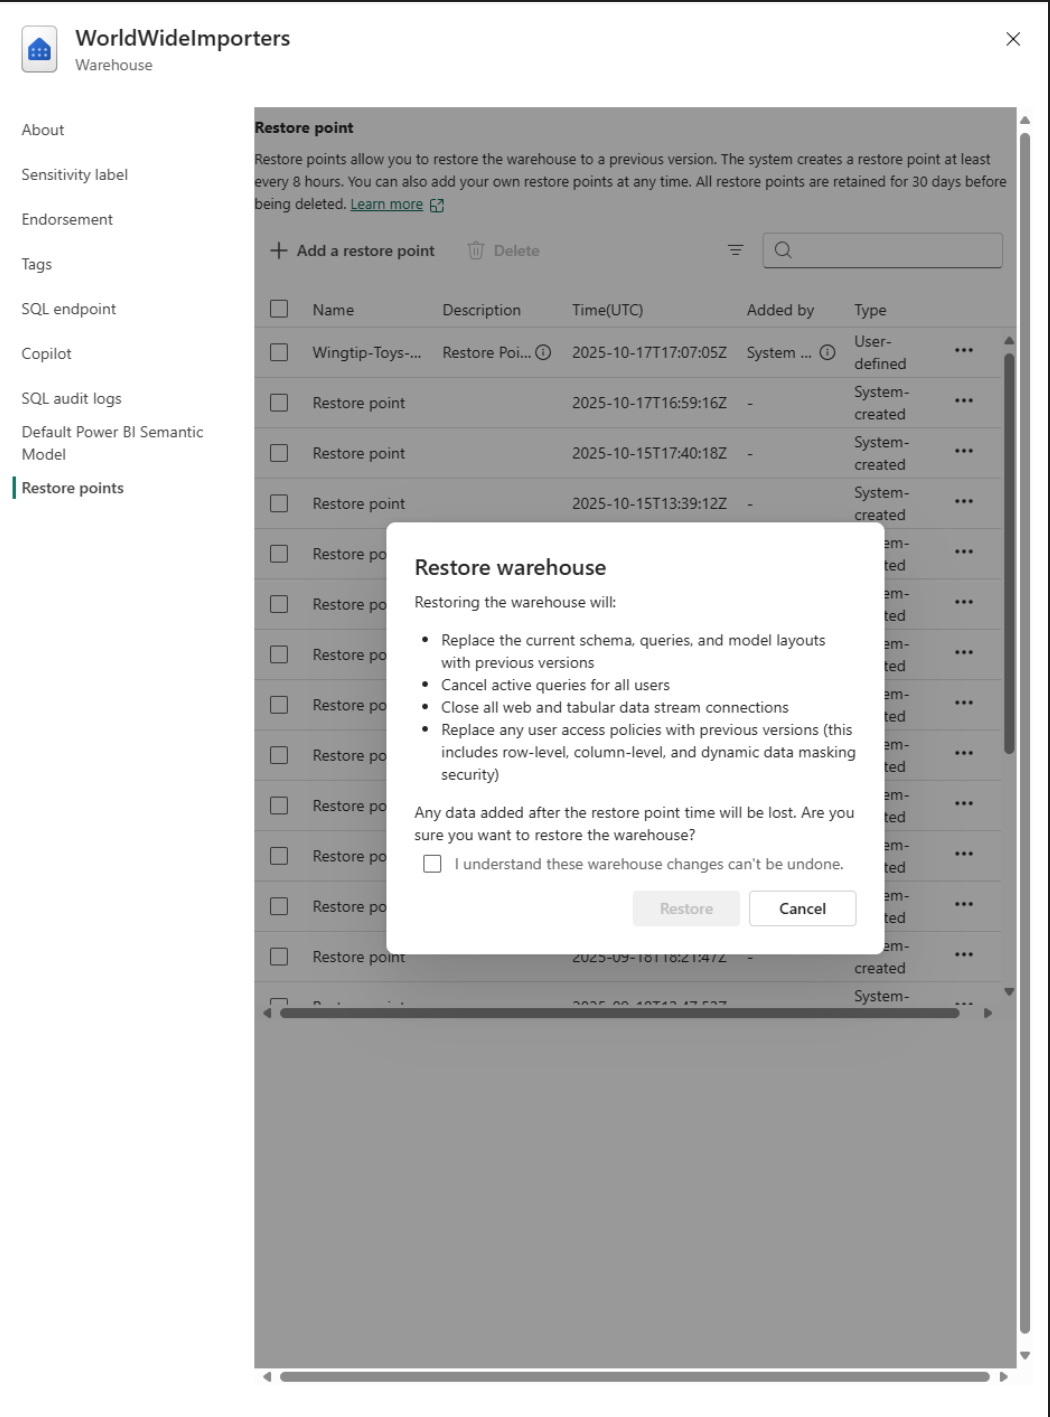 WorldWideImporters
Warehouse
About
Sensitivity label
Endorsement
Tags
SQL endpoint
Copilot
SQL audit logs
Default Power BI Semantic
Model
Restore points
Restore point
Restore points allow you to restore the warehouse to a previous version. The system creates a restore point at least
every 8 hours. You can also add your own restore points at any time. All restore points are retained for 30 days before
being deleted. Learn more
Add a restore point Delete
Name Description Time(UTC) Added by Type
Wingtip-Toys-... Restore Poi... 2025-10-17T17:07:05Z System ... User-
defined
Restore point 2025-10-17T16:59:16Z - System-
created
Restore point 2025-10-15T17:40:18Z - System-
created
Restore point 2025-10-15T13:39:12Z - System-
created
Restore po em-
ted
Restore po em-
ted
Restore po em-
ted
Restore po em-
ted
Restore po em-
ted
Restore po em-
ted
Restore po em-
ted
Restore po em-
ted
Restore point 2025-09-18T18:21:47Z - em-
created
System-
Restore warehouse
Restoring the warehouse will:
• Replace the current schema, queries, and model layouts
with previous versions
• Cancel active queries for all users
• Close all web and tabular data stream connections
• Replace any user access policies with previous versions (this
includes row-level, column-level, and dynamic data masking
security)
Any data added after the restore point time will be lost. Are you
sure you want to restore the warehouse?
I understand these warehouse changes can't be undone.
Restore Cancel